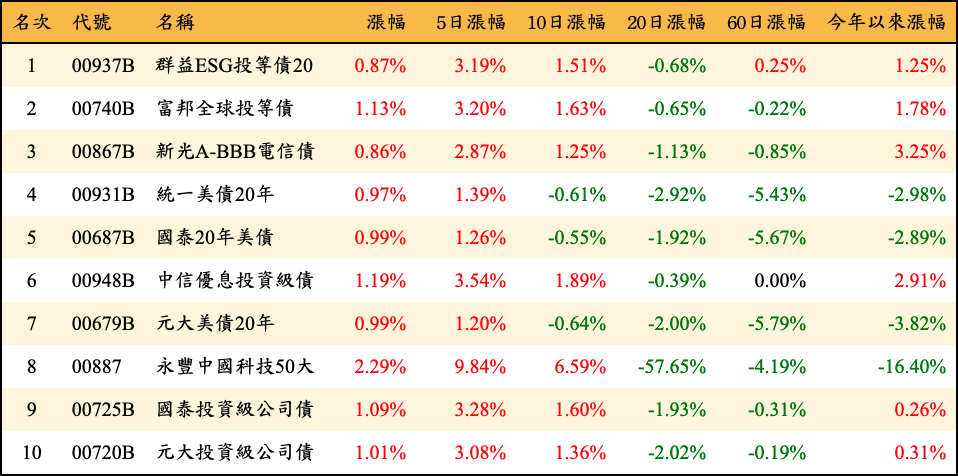 名次 代號 名稱 漲幅 5日漲幅 10日漲幅 20日漲幅 60日漲幅 今年以來漲幅
1 00937B 群益ESG投等債20 0.87% 3.19% 1.51% -0.68% 0.25% 1.25%
2 00740B 富邦全球投等債 1.13% 3.20% 1.63% -0.65% -0.22% 1.78%
3 00867B 新光A-BBB電信債 0.86% 2.87% 1.25% -1.13% -0.85% 3.25%
4 00931B 統一美債20年 0.97% 1.39% -0.61% -2.92% -5.43% -2.98%
5 00687B 國泰20年美債 0.99% 1.26% -0.55% -1.92% -5.67% -2.89%
6 00948B 中信優息投資級債 1.19% 3.54% 1.89% -0.39% 0.00% 2.91%
7 00679B 元大美債20年 0.99% 1.20% -0.64% -2.00% -5.79% -3.82%
8 00887 永豐中國科技50大 2.29% 9.84% 6.59% -57.65% -4.19% -16.40%
9 00725B 國泰投資級公司債 1.09% 3.28% 1.60% -1.93% -0.31% 0.26%
10 00720B 元大投資級公司債 1.01% 3.08% 1.36% -2.02% -0.19% 0.31%